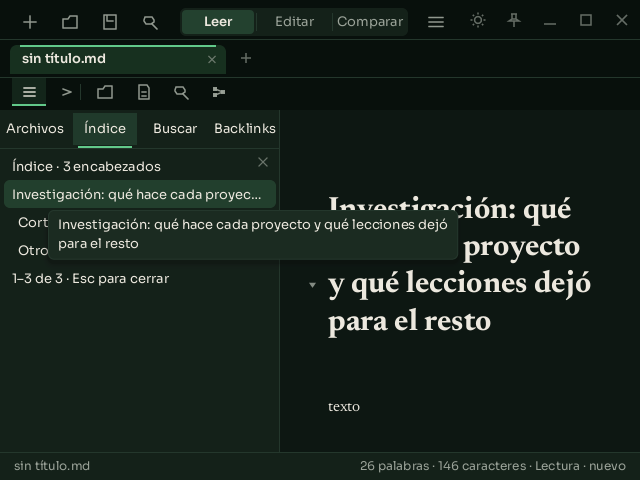 Leer
Editar
Comparar
sin título.md
Archivos
Índice
Buscar
Backlinks
Índice · 3 encabezados
Investigación: qué hace cada proyec...
Cort
Otro
Investigación: qué hace cada proyecto y qué lecciones dejó
para el resto
1–3 de 3 · Esc para cerrar
Investigación: qué
proyecto
y qué lecciones dejó
para el resto
texto
sin título.md
26 palabras · 146 caracteres · Lectura · nuevo